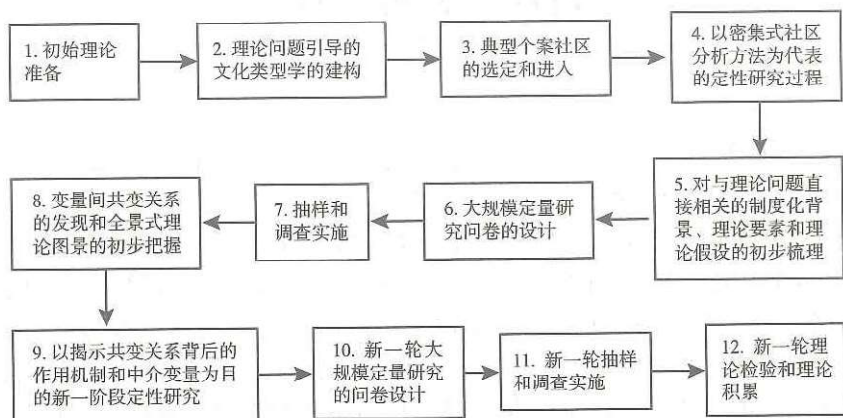 1. 初始理论
准备
2. 理论问题引导的
文化类型学的建构
3. 典型个案社区
的选定和进入
4. 以密集式社区
分析方法为代表
的定性研究过程
5. 对与理论问题直
接相关的制度化背
景、理论要素和理
论假设的初步梳理
6. 大规模定量研
究问卷的设计
7. 抽样和
调查实施
8. 变量间共变关系
的发现和全景式理
论图景的初步把握
9. 以揭示共变关系背后的
作用机制和中介变量为目
的新一阶段定性研究
10. 新一轮大
规模定量研究
的问卷设计
11. 新一轮抽样
和调查实施
12. 新一轮理
论检验和理论
积累